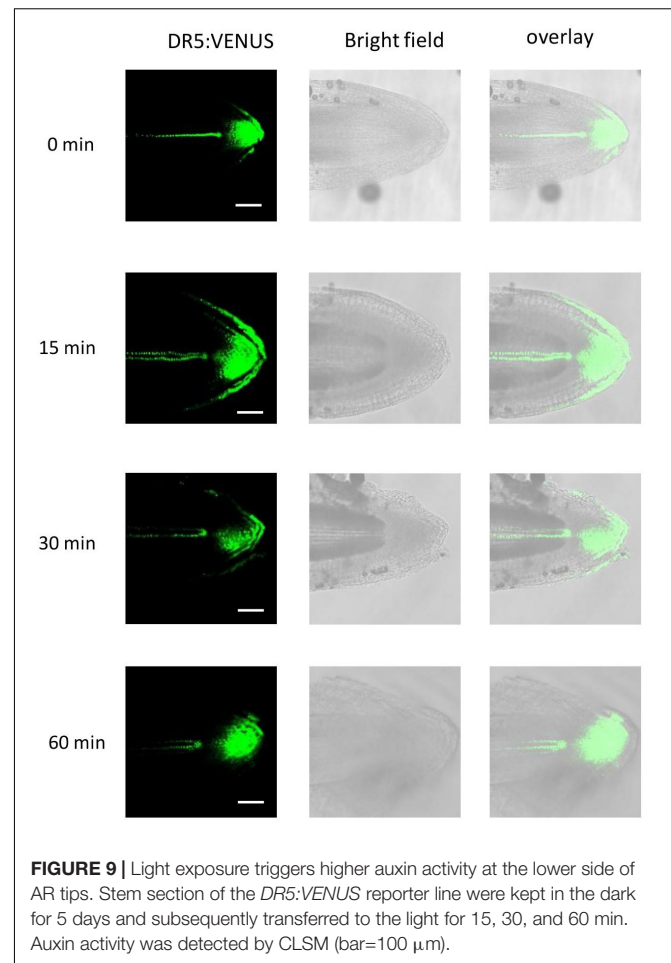 DR5:VENUS Bright field overlay
0 min
15 min
30 min
60 min
FIGURE 9 | Light exposure triggers higher auxin activity at the lower side of
AR tips. Stem section of the DR5:VENUS reporter line were kept in the dark
for 5 days and subsequently transferred to the light for 15, 30, and 60 min.
Auxin activity was detected by CLSM (bar=100 μm).